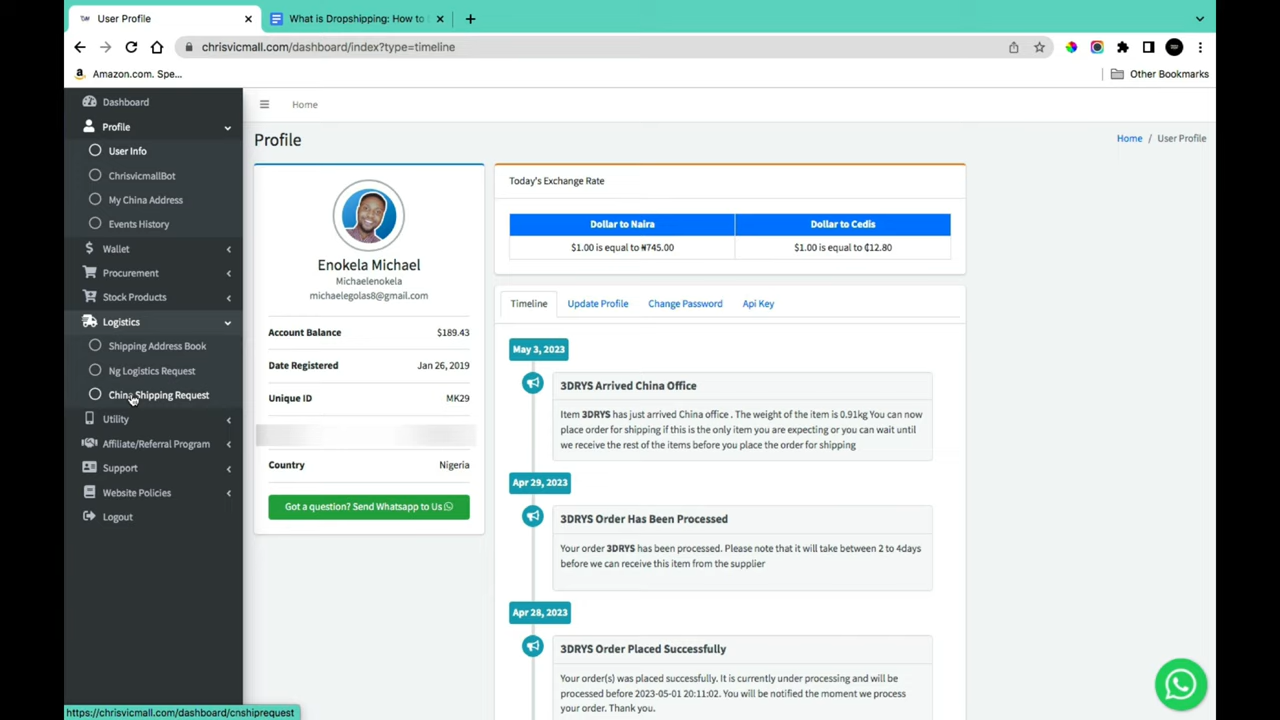 User Profile
What is Dropshipping: How to
chrisvicmall.com/dashboard/index?type=timeline
Amazon.com. Spe...
Other Bookmarks
Dashboard
Profile
User Info
ChrisvicmallBot
My China Address
Events History
Wallet
Procurement
Stock Products
Logistics
Shipping Address Book
Ng Logistics Request
China Shipping Request
Utility
Affiliate/Referral Program
Support
Website Policies
Logout
Home
Profile
Home / User Profile
Enokela Michael
Michaelenokela
michaelegolas8@gmail.com
Account Balance $189.43
Date Registered Jan 26, 2019
Unique ID MK29
Country Nigeria
Got a question? Send Whatsapp to Us
Today's Exchange Rate
Dollar to Naira Dollar to Cedis
$1.00 is equal to ₦745.00 $1.00 is equal to ₵12.80
Timeline Update Profile Change Password Api Key
May 3, 2023
3DRYS Arrived China Office
Item 3DRYS has just arrived China office . The weight of the item is 0.91kg You can now
place order for shipping if this is the only item you are expecting or you can wait until
we receive the rest of the items before you place the order for shipping
Apr 29, 2023
3DRYS Order Has Been Processed
Your order 3DRYS has been processed. Please note that it will take between 2 to 4days
before we can receive this item from the supplier
Apr 28, 2023
3DRYS Order Placed Successfully
Your order(s) was placed successfully. It is currently under processing and will be
processed before 2023-05-01 20:11:02. You will be notified the moment we process
your order. Thank you.
https://chrisvicmall.com/dashboard/cnshiprequest